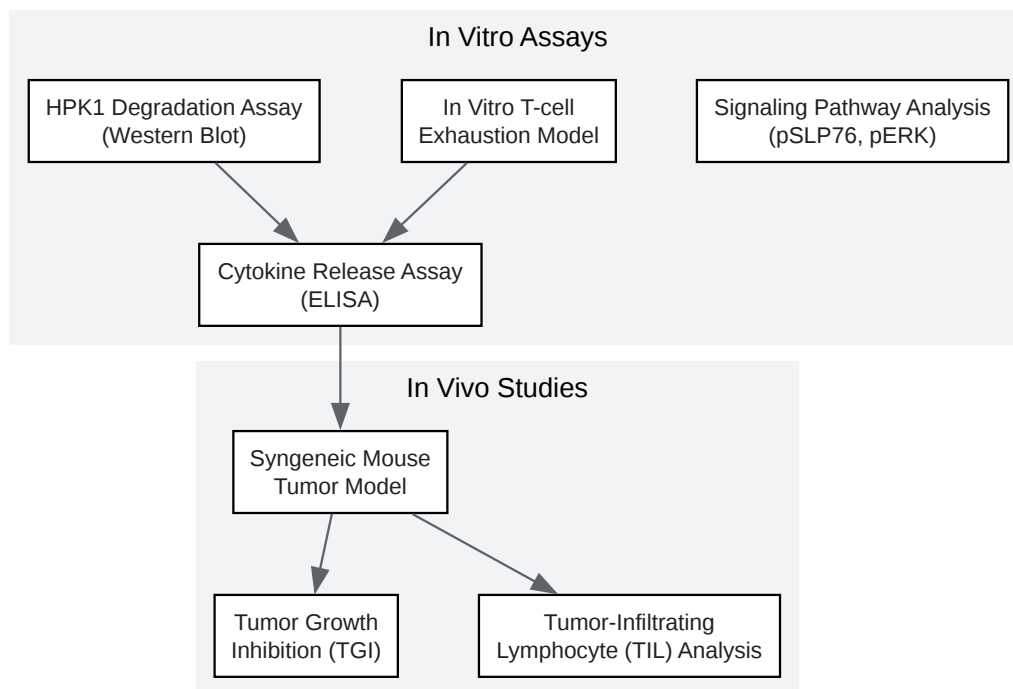 In Vitro Assays
HPK1 Degradation Assay
(Western Blot)
In Vitro T-cell
Exhaustion Model
Signaling Pathway Analysis
(pSLP76, pERK)
Cytokine Release Assay
(ELISA)
In Vivo Studies
Syngeneic Mouse
Tumor Model
Tumor Growth
Inhibition (TGI)
Tumor-Infiltrating
Lymphocyte (TIL) Analysis